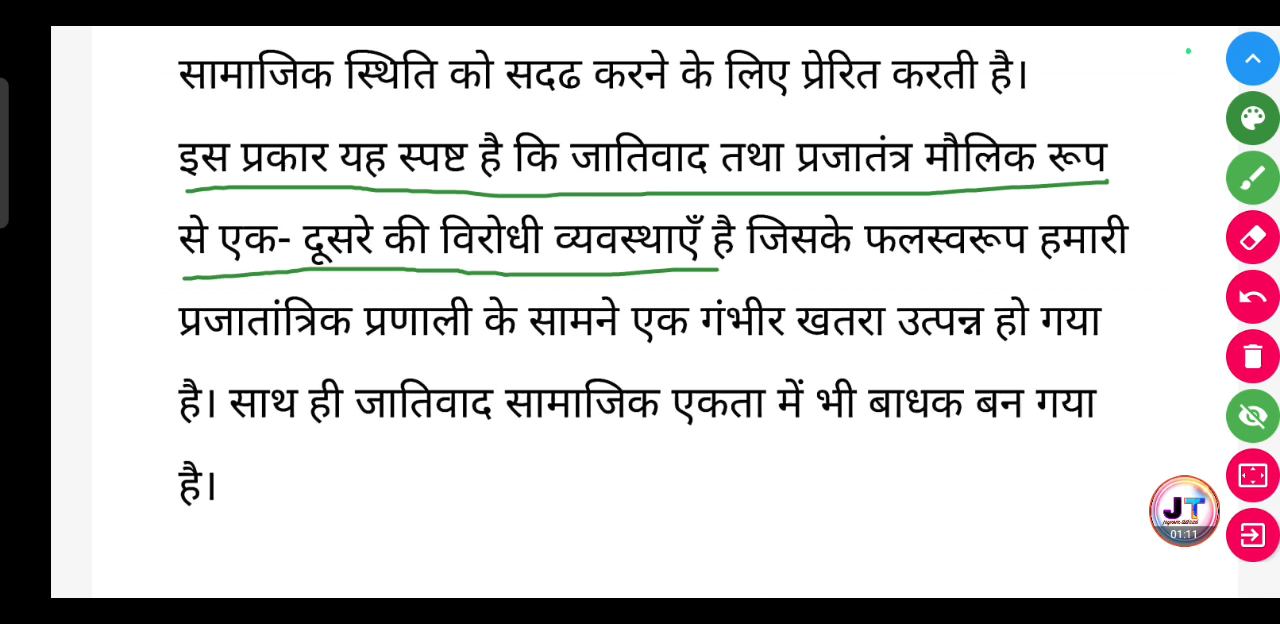 सामाजिक स्थिति को सदढ करने के लिए प्रेरित करती है।
इस प्रकार यह स्पष्ट है कि जातिवाद तथा प्रजातंत्र मौलिक रूप
से एक- दूसरे की विरोधी व्यवस्थाएँ है जिसके फलस्वरूप हमारी
प्रजातांत्रिक प्रणाली के सामने एक गंभीर खतरा उत्पन्न हो गया
है। साथ ही जातिवाद सामाजिक एकता में भी बाधक बन गया
है।
JT
01:11